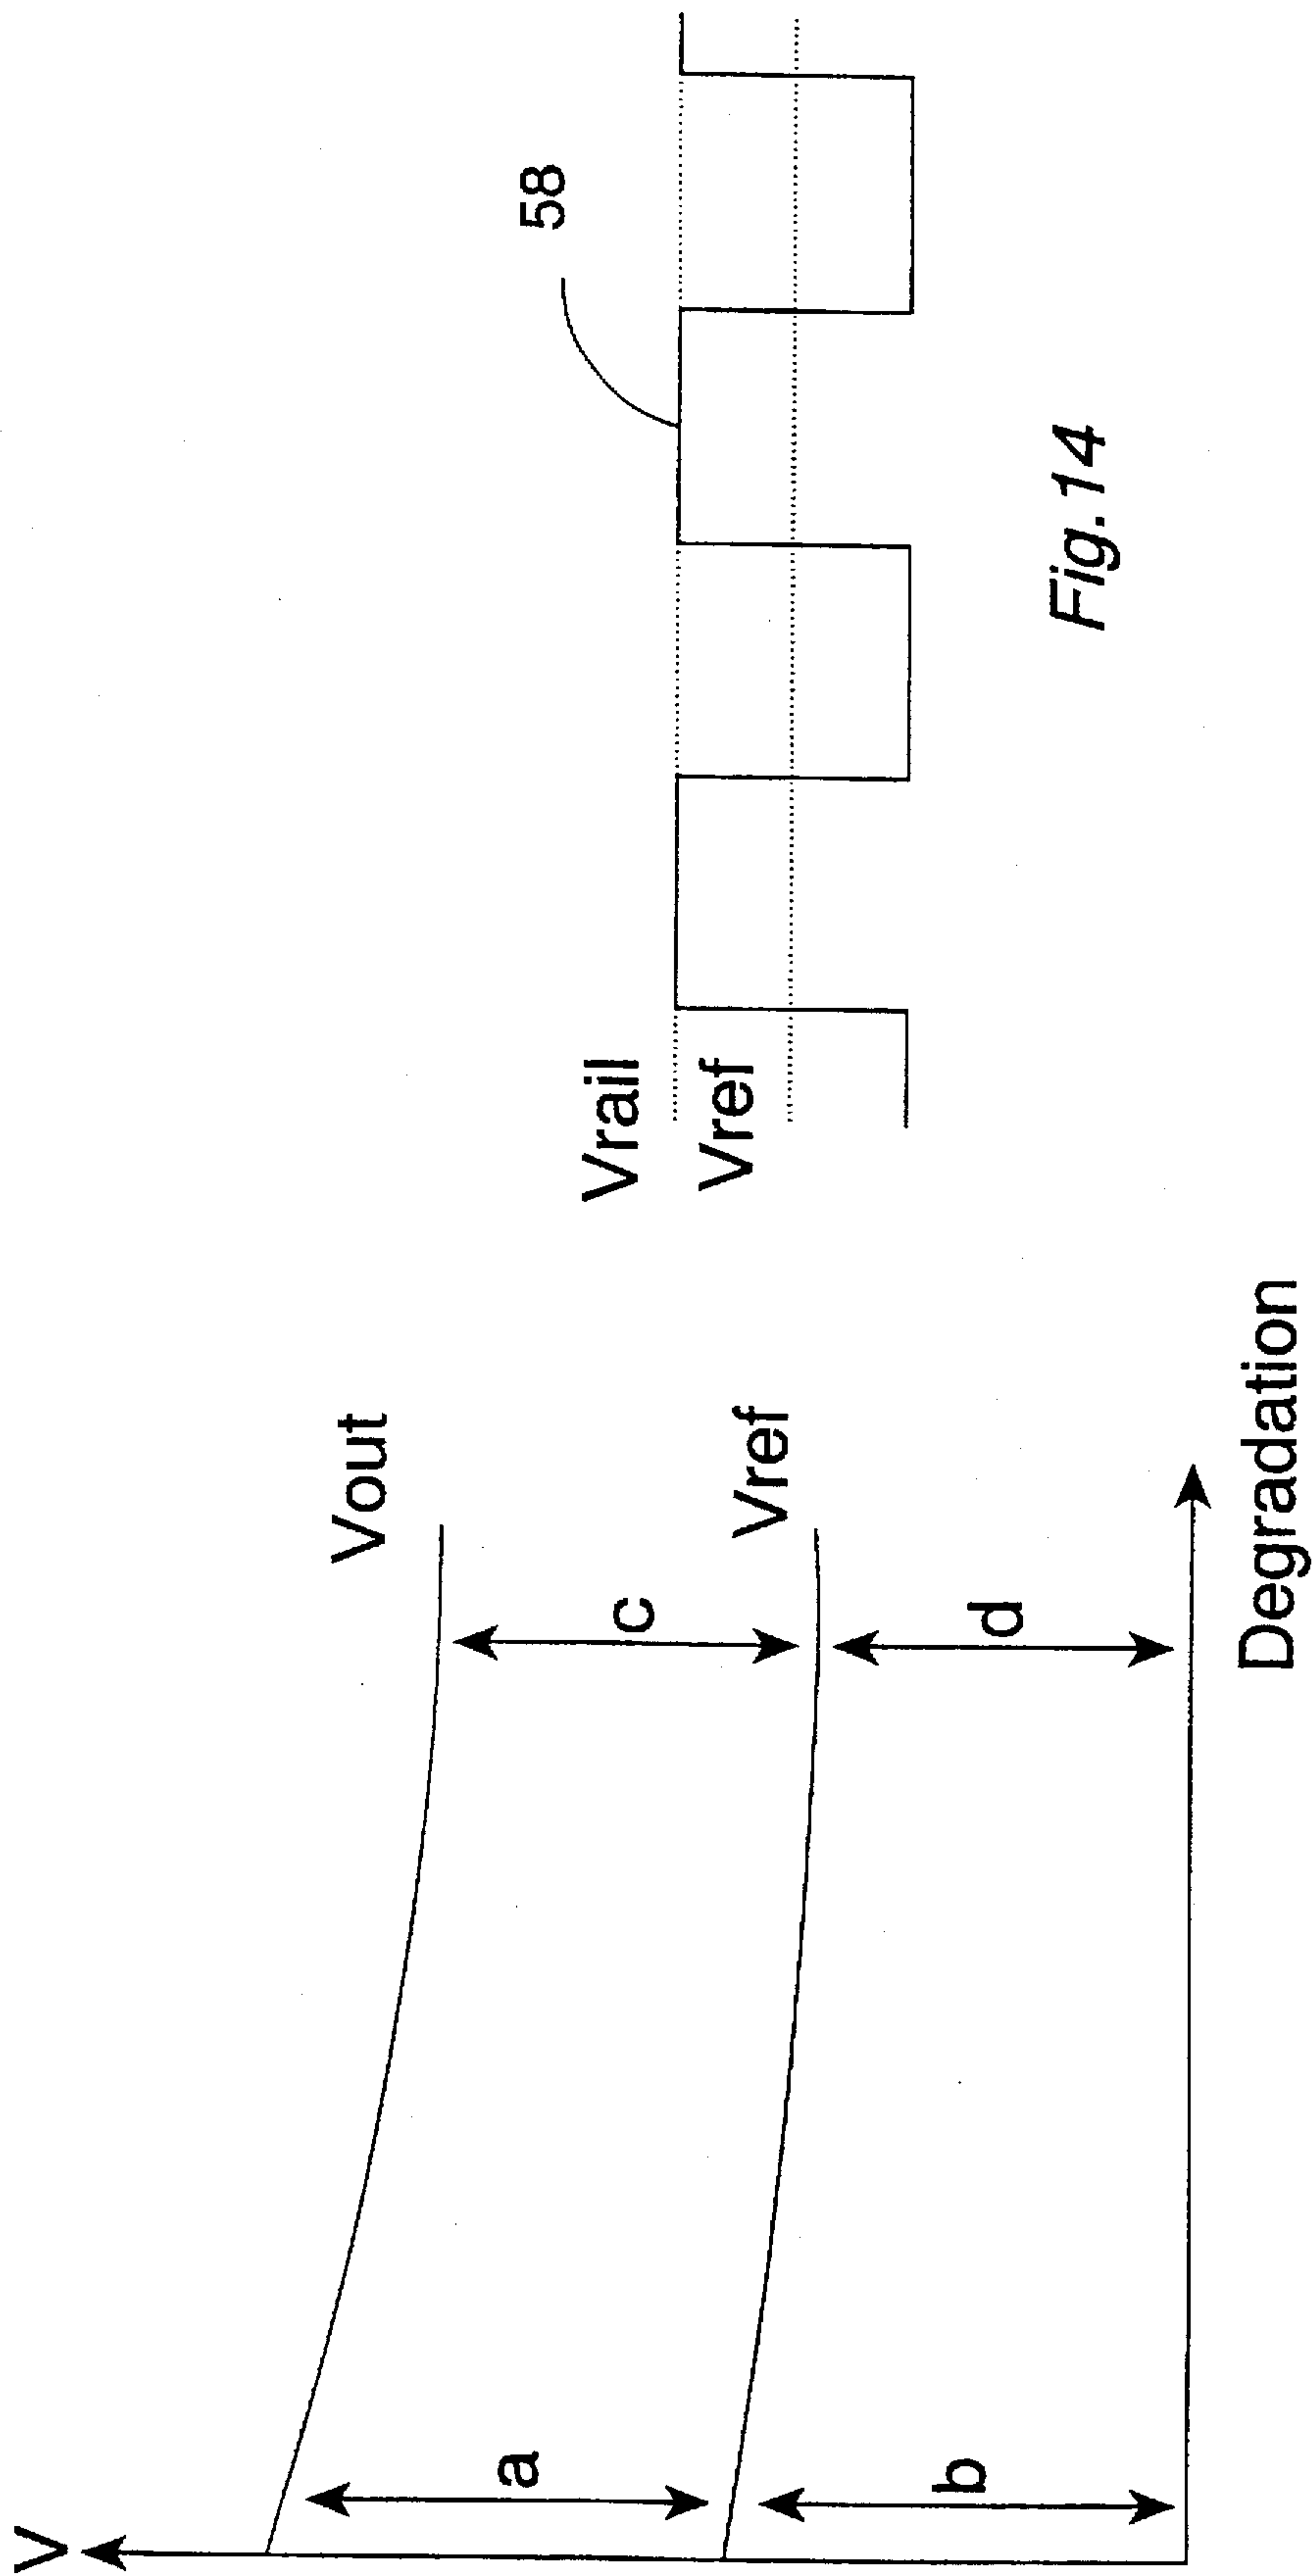 V
Vout
a
c
Vref
b
d
Degradation
58
Vrail
Vref
Fig.14